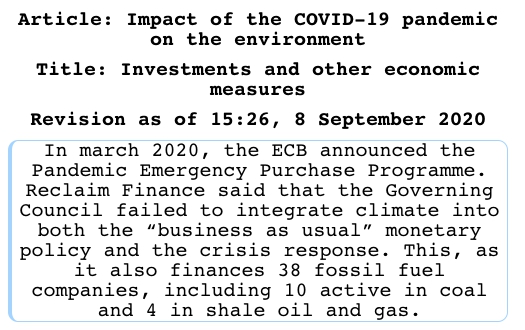 Article: Impact of the COVID-19 pandemic
on the environment
Title: Investments and other economic
measures
Revision as of 15:26, 8 September 2020
In march 2020, the ECB announced the
Pandemic Emergency Purchase Programme.
Reclaim Finance said that the Governing
Council failed to integrate climate into
both the “business as usual” monetary
policy and the crisis response. This, as
it also finances 38 fossil fuel
companies, including 10 active in coal
and 4 in shale oil and gas.